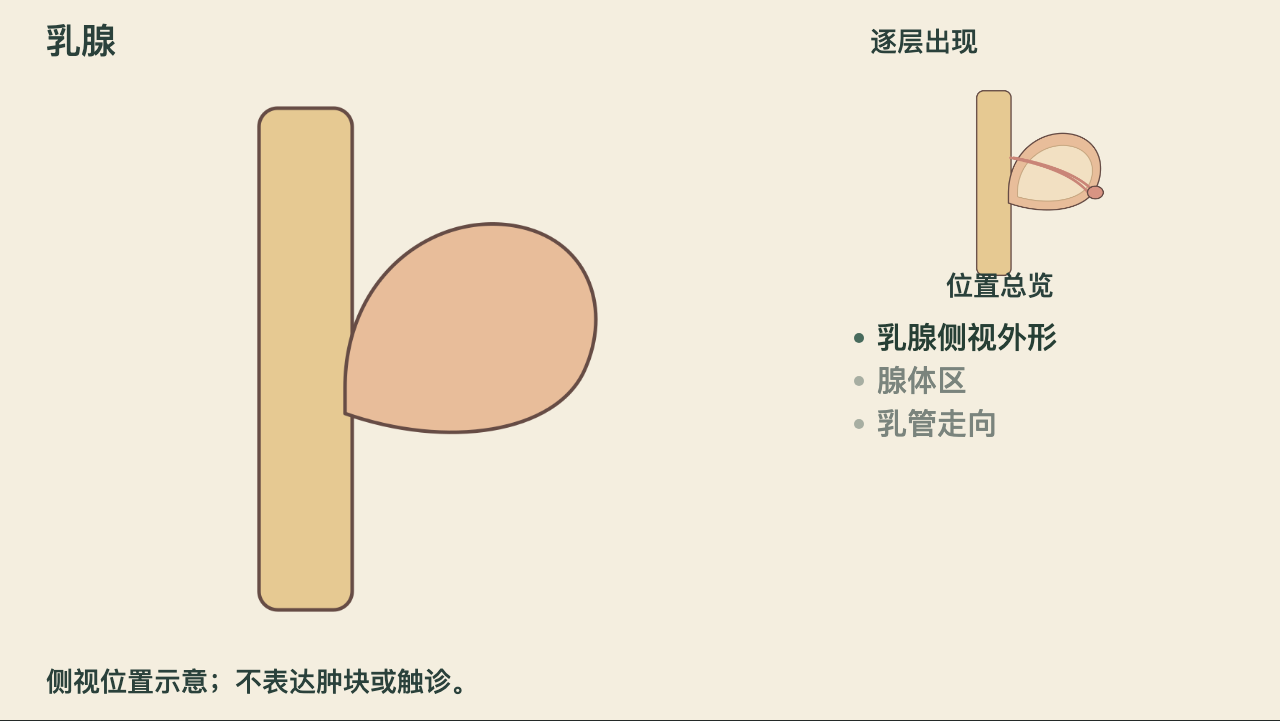 乳腺
逐层出现
位置总览
乳腺侧视外形
腺体区
乳管走向
侧视位置示意；不表达肿块或触诊。